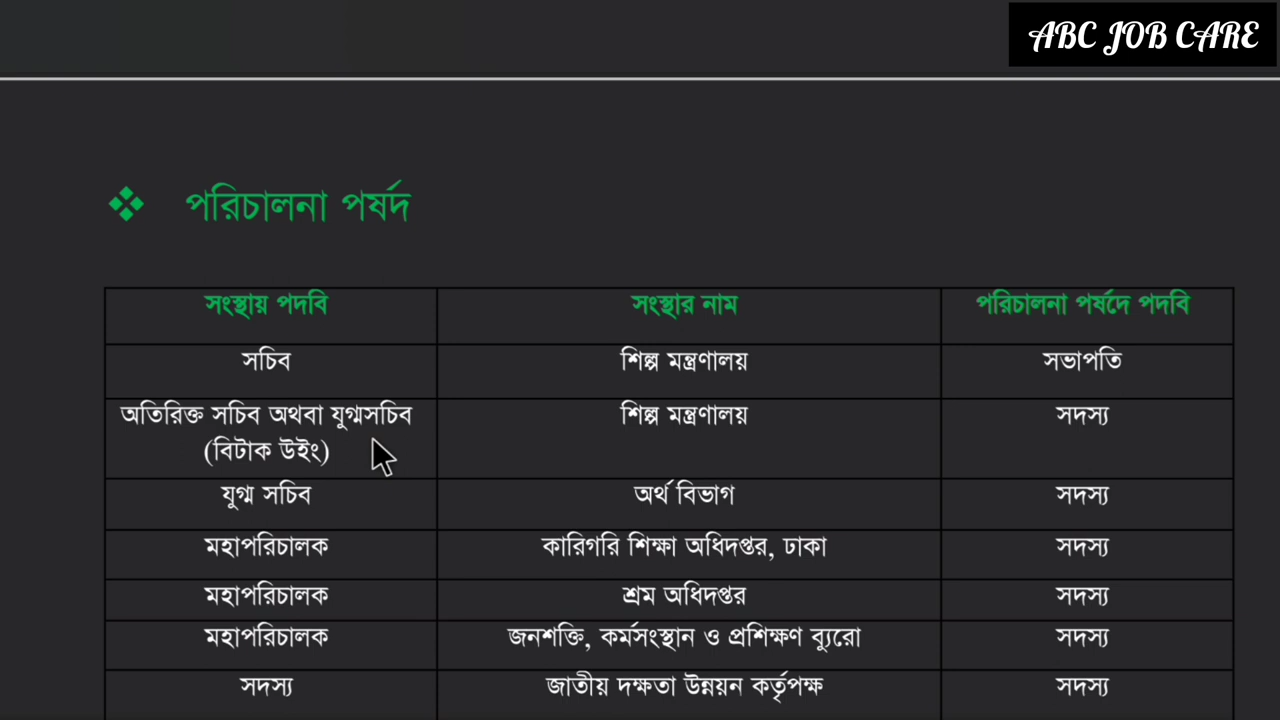 ABC JOB CARE
❖ পরিচালনা পর্ষদ
সংস্থায় পদবি সংস্থার নাম পরিচালনা পর্ষদে পদবি
সচিব শিল্প মন্ত্রণালয় সভাপতি
অতিরিক্ত সচিব অথবা যুগ্মসচিব শিল্প মন্ত্রণালয় সদস্য
(বিটাক উইং)
যুগ্ম সচিব অর্থ বিভাগ সদস্য
মহাপরিচালক কারিগরি শিক্ষা অধিদপ্তর, ঢাকা সদস্য
মহাপরিচালক শ্রম অধিদপ্তর সদস্য
মহাপরিচালক জনশক্তি, কর্মসংস্থান ও প্রশিক্ষণ ব্যুরো সদস্য
সদস্য জাতীয় দক্ষতা উন্নয়ন কর্তৃপক্ষ সদস্য